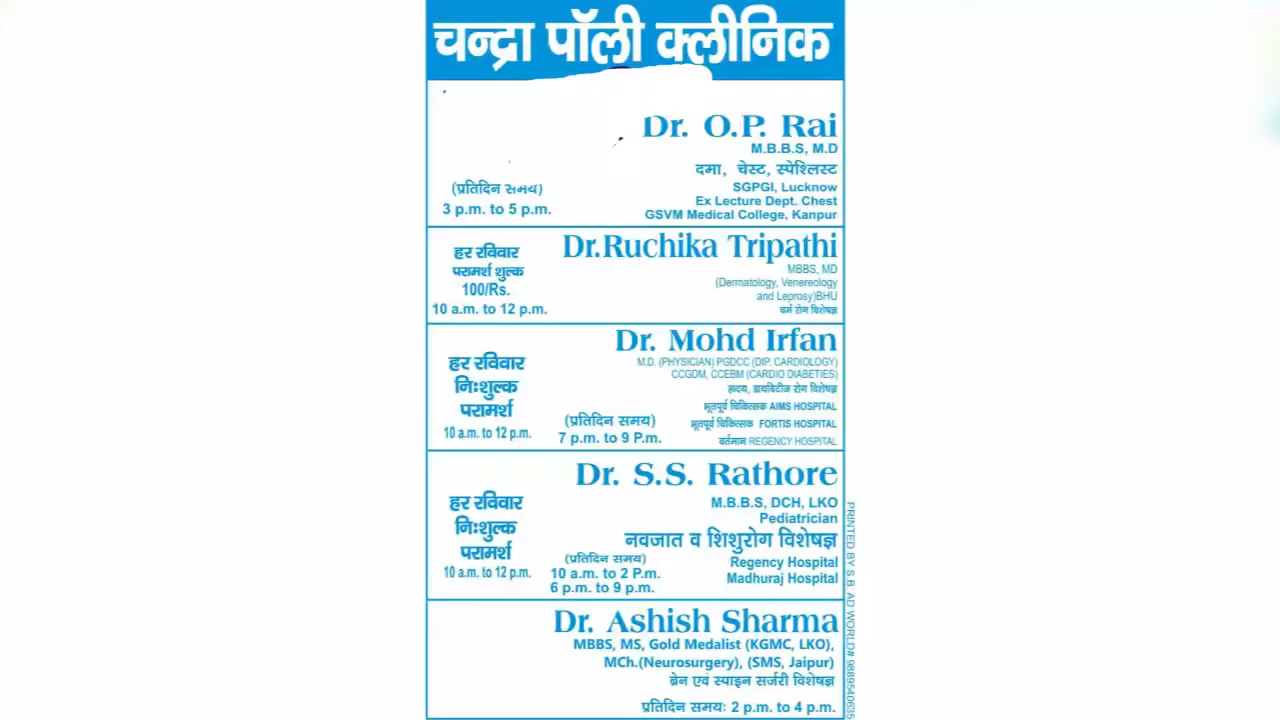 चन्द्रा पॉली क्लीनिक
Dr. O.P. Rai
M.B.B.S, M.D
दमा, चेस्ट, स्पेश्लिस्ट
SGPGI, Lucknow
Ex Lecture Dept. Chest
GSVM Medical College, Kanpur
(प्रतिदिन समय)
3 p.m. to 5 p.m.
Dr.Ruchika Tripathi
MBBS, MD
(Dermatology, Venereology
and Leprosy)BHU
चर्म रोग विशेषज्ञ
हर रविवार
परामर्श शुल्क
100/Rs.
10 a.m. to 12 p.m.
Dr. Mohd Irfan
M.D. (PHYSICIAN) PGDCC (DIP. CARDIOLOGY)
CCGDM, CCEBM (CARDIO DIABETIES)
हृदय, डायबिटीज रोग विशेषज्ञ
भूतपूर्व चिकित्सक AIMS HOSPITAL
भूतपूर्व चिकित्सक FORTIS HOSPITAL
वर्तमान REGENCY HOSPITAL
हर रविवार
निःशुल्क
परामर्श
10 a.m. to 12 p.m.
(प्रतिदिन समय)
7 p.m. to 9 P.m.
Dr. S.S. Rathore
M.B.B.S, DCH, LKO
Pediatrician
नवजात व शिशुरोग विशेषज्ञ
Regency Hospital
Madhuraj Hospital
हर रविवार
निःशुल्क
परामर्श
10 a.m. to 12 p.m.
(प्रतिदिन समय)
10 a.m. to 2 P.m.
6 p.m. to 9 p.m.
Dr. Ashish Sharma
MBBS, MS, Gold Medalist (KGMC, LKO),
MCh.(Neurosurgery), (SMS, Jaipur)
ब्रेन एवं स्पाइन सर्जरी विशेषज्ञ
प्रतिदिन समयः 2 p.m. to 4 p.m.
PRINTED BY S.B. AD WORLD# 9889540635